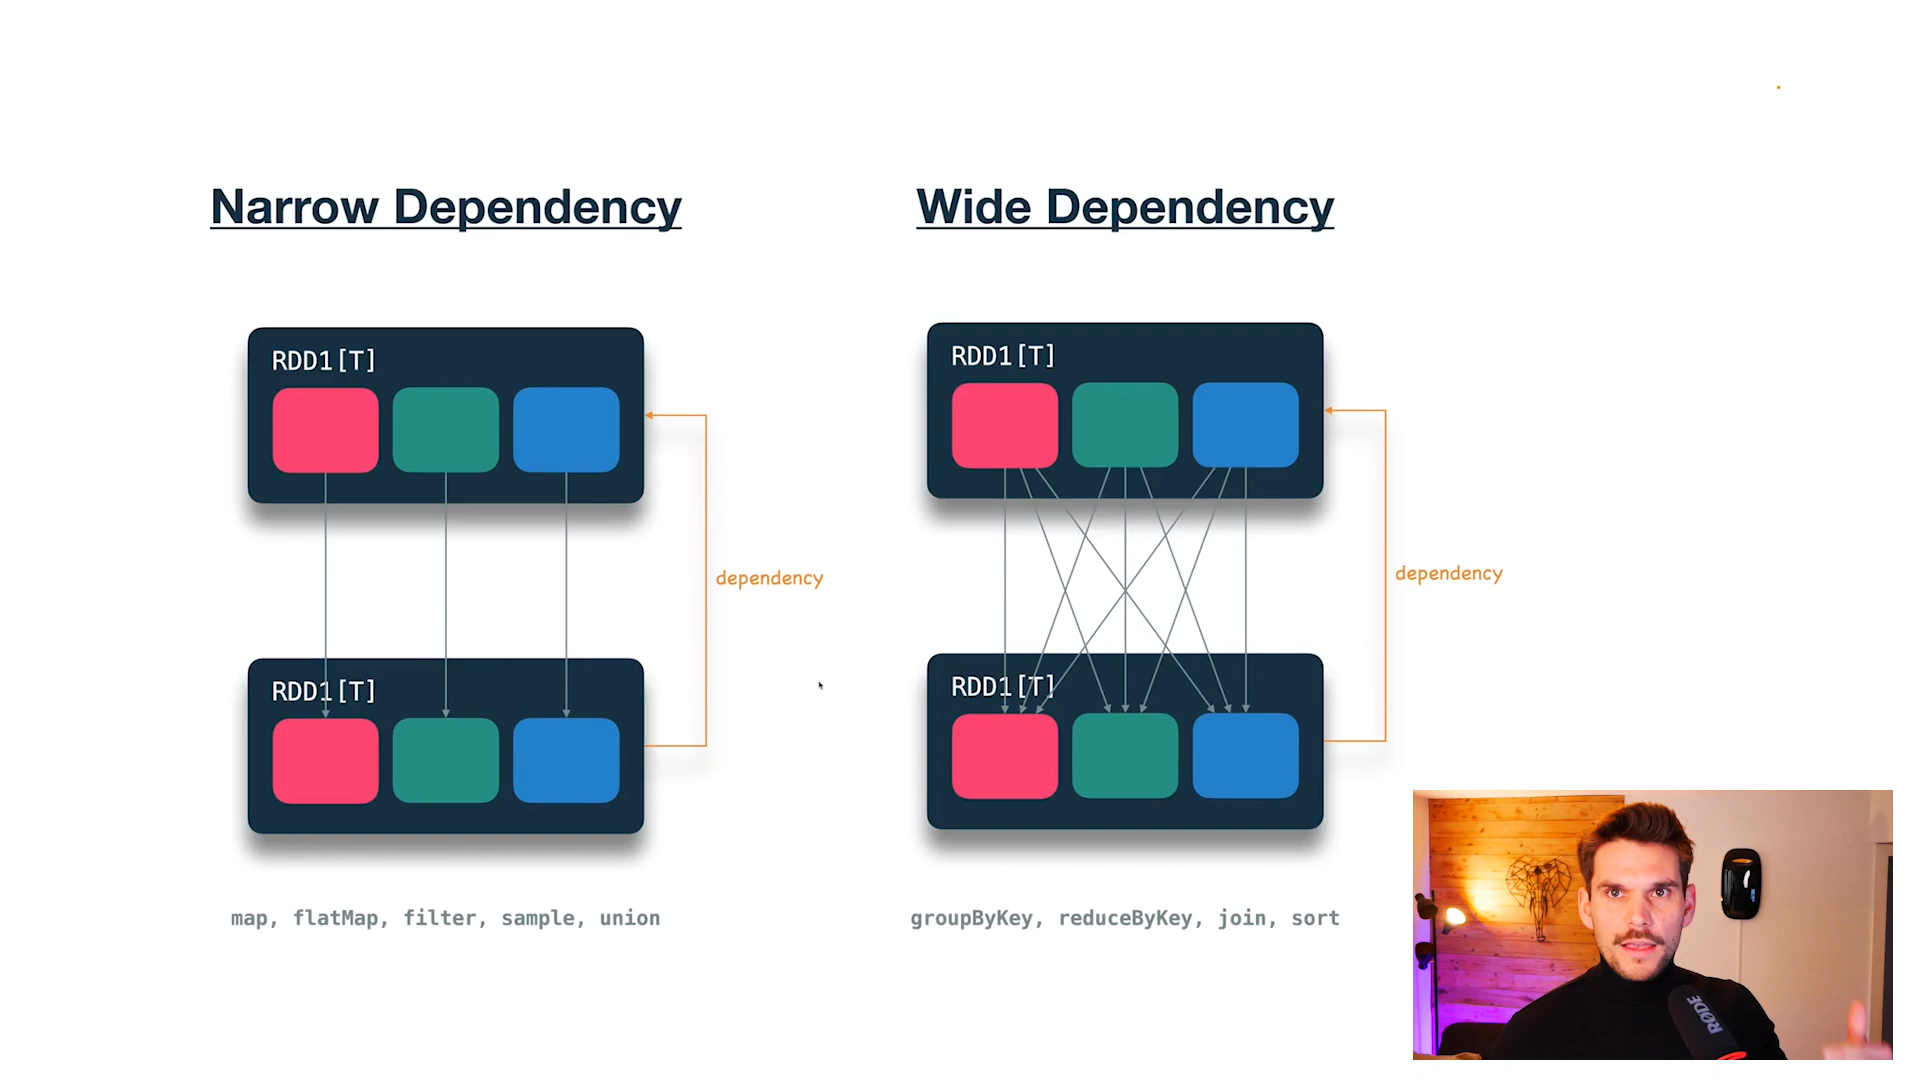 Narrow Dependency
RDD1[T]
dependency
RDD1[T]
map, flatMap, filter, sample, union
Wide Dependency
RDD1[T]
dependency
RDD1[T]
groupByKey, reduceByKey, join, sort
RØDE